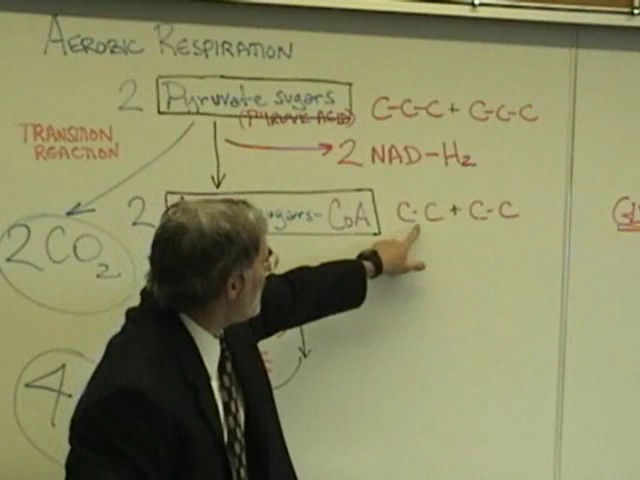 AEROBIC RESPIRATION
2 Pyruvate sugars C-C-C + C-C-C
(PYRUVIC ACID)
TRANSITION
REACTION
2 NAD-H₂
2 sugars- CoA C-C + C-C
2CO₂
4